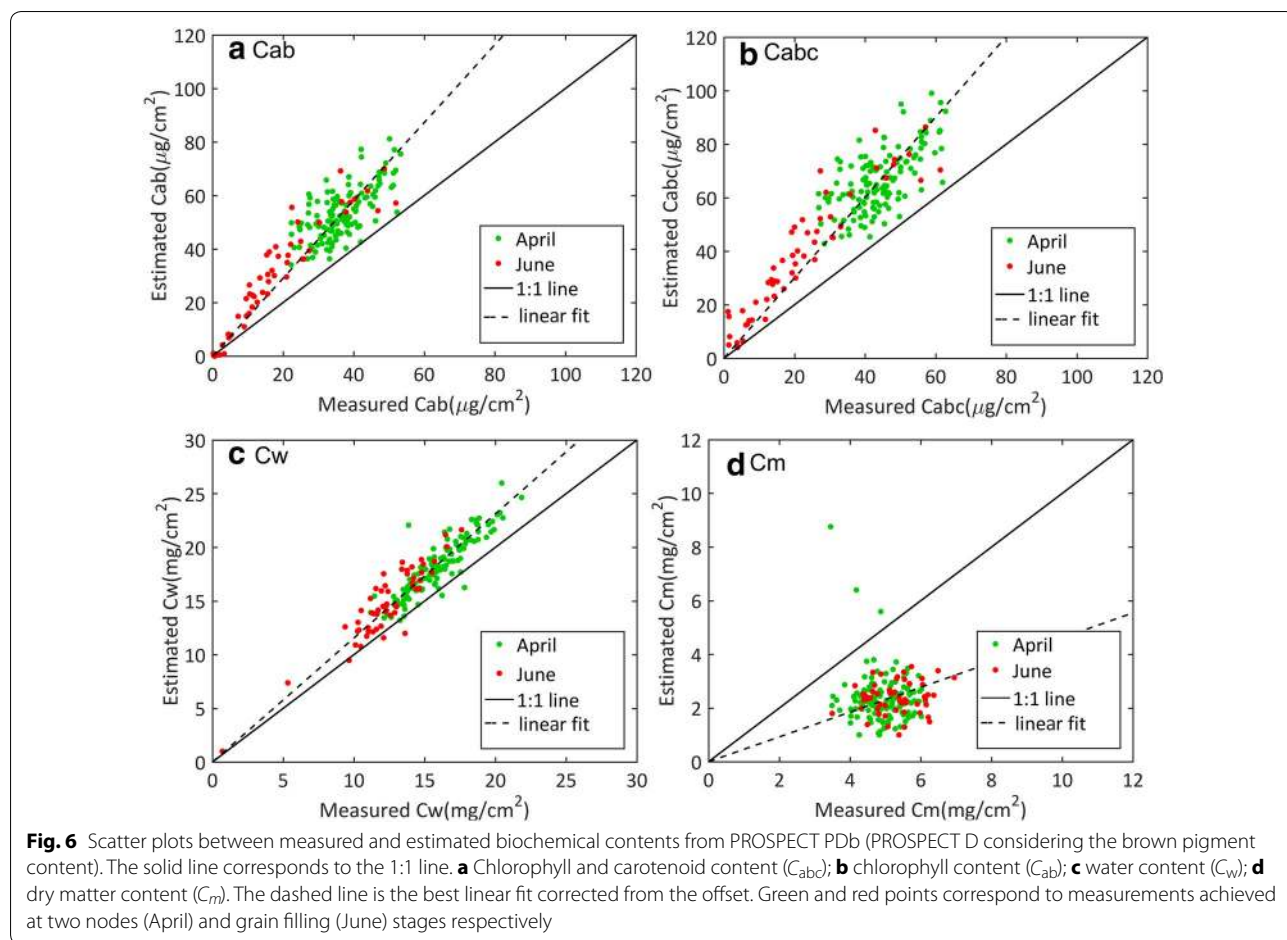 a Cab
Estimated Cab(μg/cm²)
120
100
80
60
40
20
0
April
June
1:1 line
linear fit
0 20 40 60 80 100 120
Measured Cab(μg/cm²)
b Cabc
Estimated Cabc(μg/cm²)
120
100
80
60
40
20
0
April
June
1:1 line
linear fit
0 20 40 60 80 100 120
Measured Cabc(μg/cm²)
c Cw
Estimated Cw(mg/cm²)
30
25
20
15
10
5
0
April
June
1:1 line
linear fit
0 5 10 15 20 25 30
Measured Cw(mg/cm²)
d Cm
Estimated Cm(mg/cm²)
12
10
8
6
4
2
0
April
June
1:1 line
linear fit
0 2 4 6 8 10 12
Measured Cm(mg/cm²)
Fig. 6 Scatter plots between measured and estimated biochemical contents from PROSPECT PDb (PROSPECT D considering the brown pigment
content). The solid line corresponds to the 1:1 line. a Chlorophyll and carotenoid content (Cabc); b chlorophyll content (Cab); c water content (Cw); d
dry matter content (Cm). The dashed line is the best linear fit corrected from the offset. Green and red points correspond to measurements achieved
at two nodes (April) and grain filling (June) stages respectively